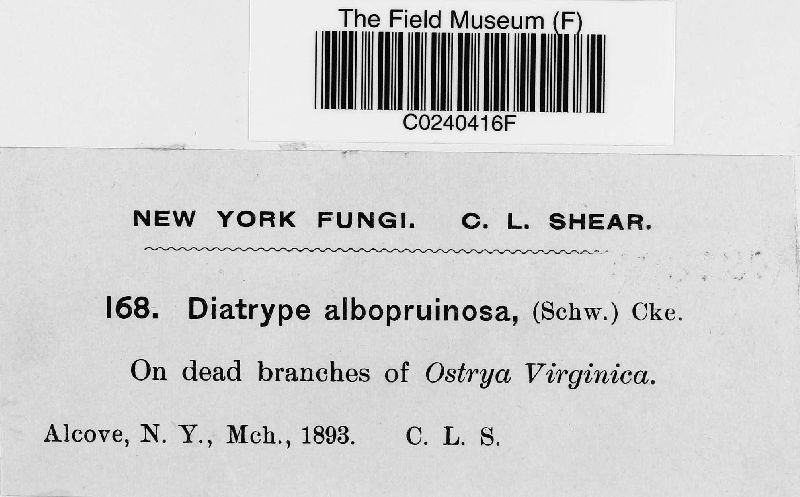 The Field Museum (F)
C0240416F
NEW YORK FUNGI. C. L. SHEAR.
168. Diatrype albopruinosa, (Schw.) Cke.
On dead branches of Ostrya Virginica.
Alcove, N. Y., Mch., 1893. C. L. S.